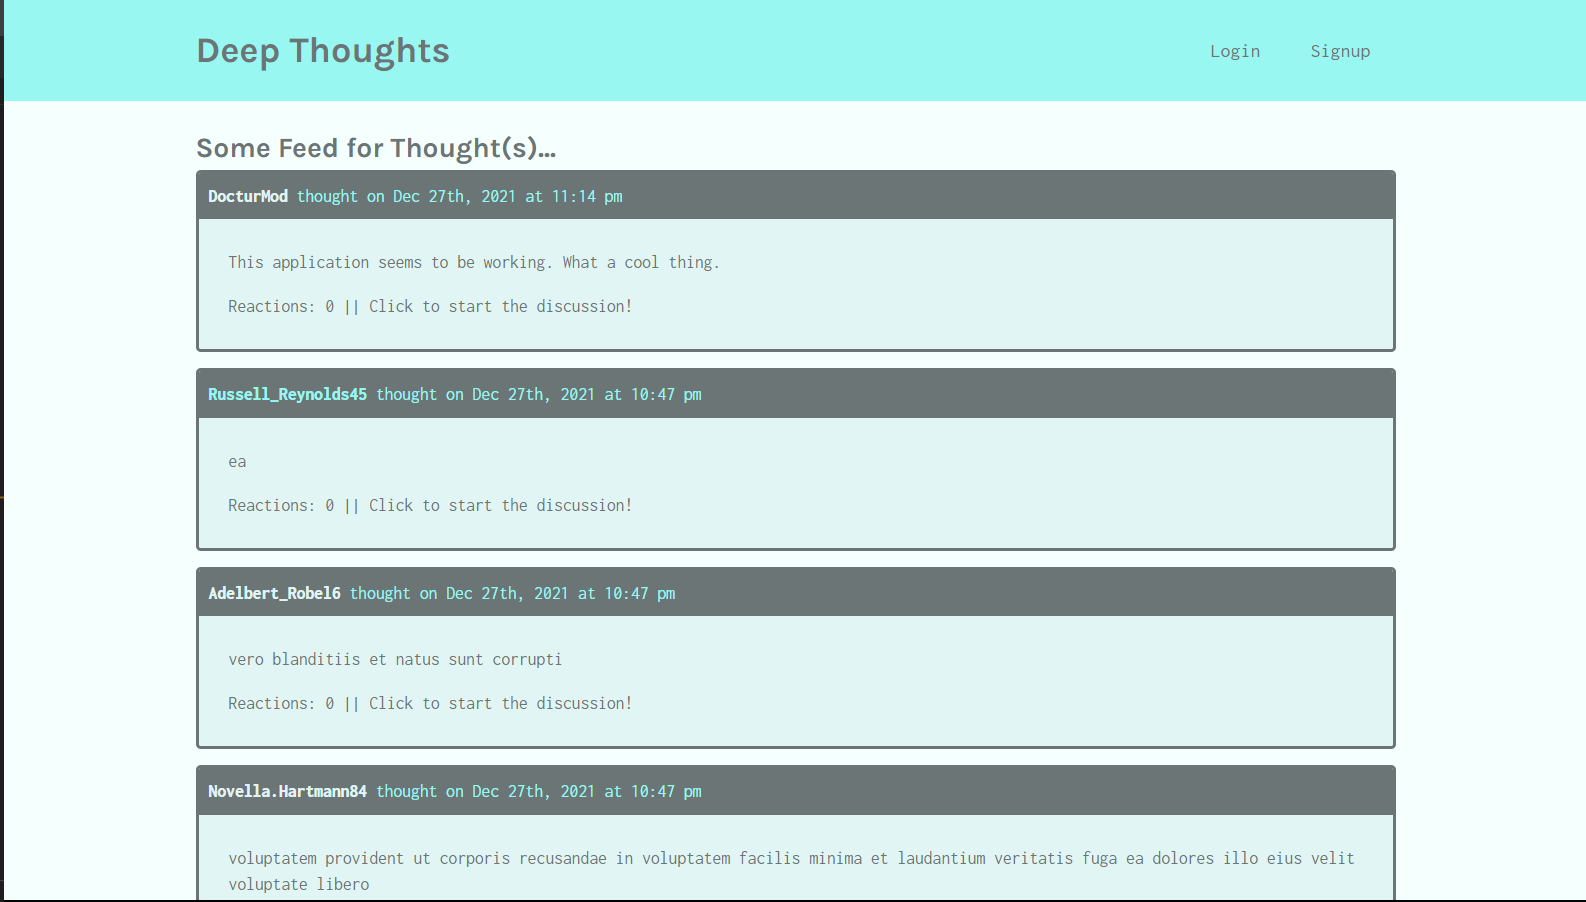 Deep Thoughts
Login
Signup
Some Feed for Thought(s)...
DocturMod thought on Dec 27th, 2021 at 11:14 pm
This application seems to be working. What a cool thing.
Reactions: 0 || Click to start the discussion!
Russell_Reynolds45 thought on Dec 27th, 2021 at 10:47 pm
ea
Reactions: 0 || Click to start the discussion!
Adelbert_Robel6 thought on Dec 27th, 2021 at 10:47 pm
vero blanditiis et natus sunt corrupti
Reactions: 0 || Click to start the discussion!
Novella.Hartmann84 thought on Dec 27th, 2021 at 10:47 pm
voluptatem provident ut corporis recusandae in voluptatem facilis minima et laudantium veritatis fuga ea dolores illo eius velit
voluptate libero